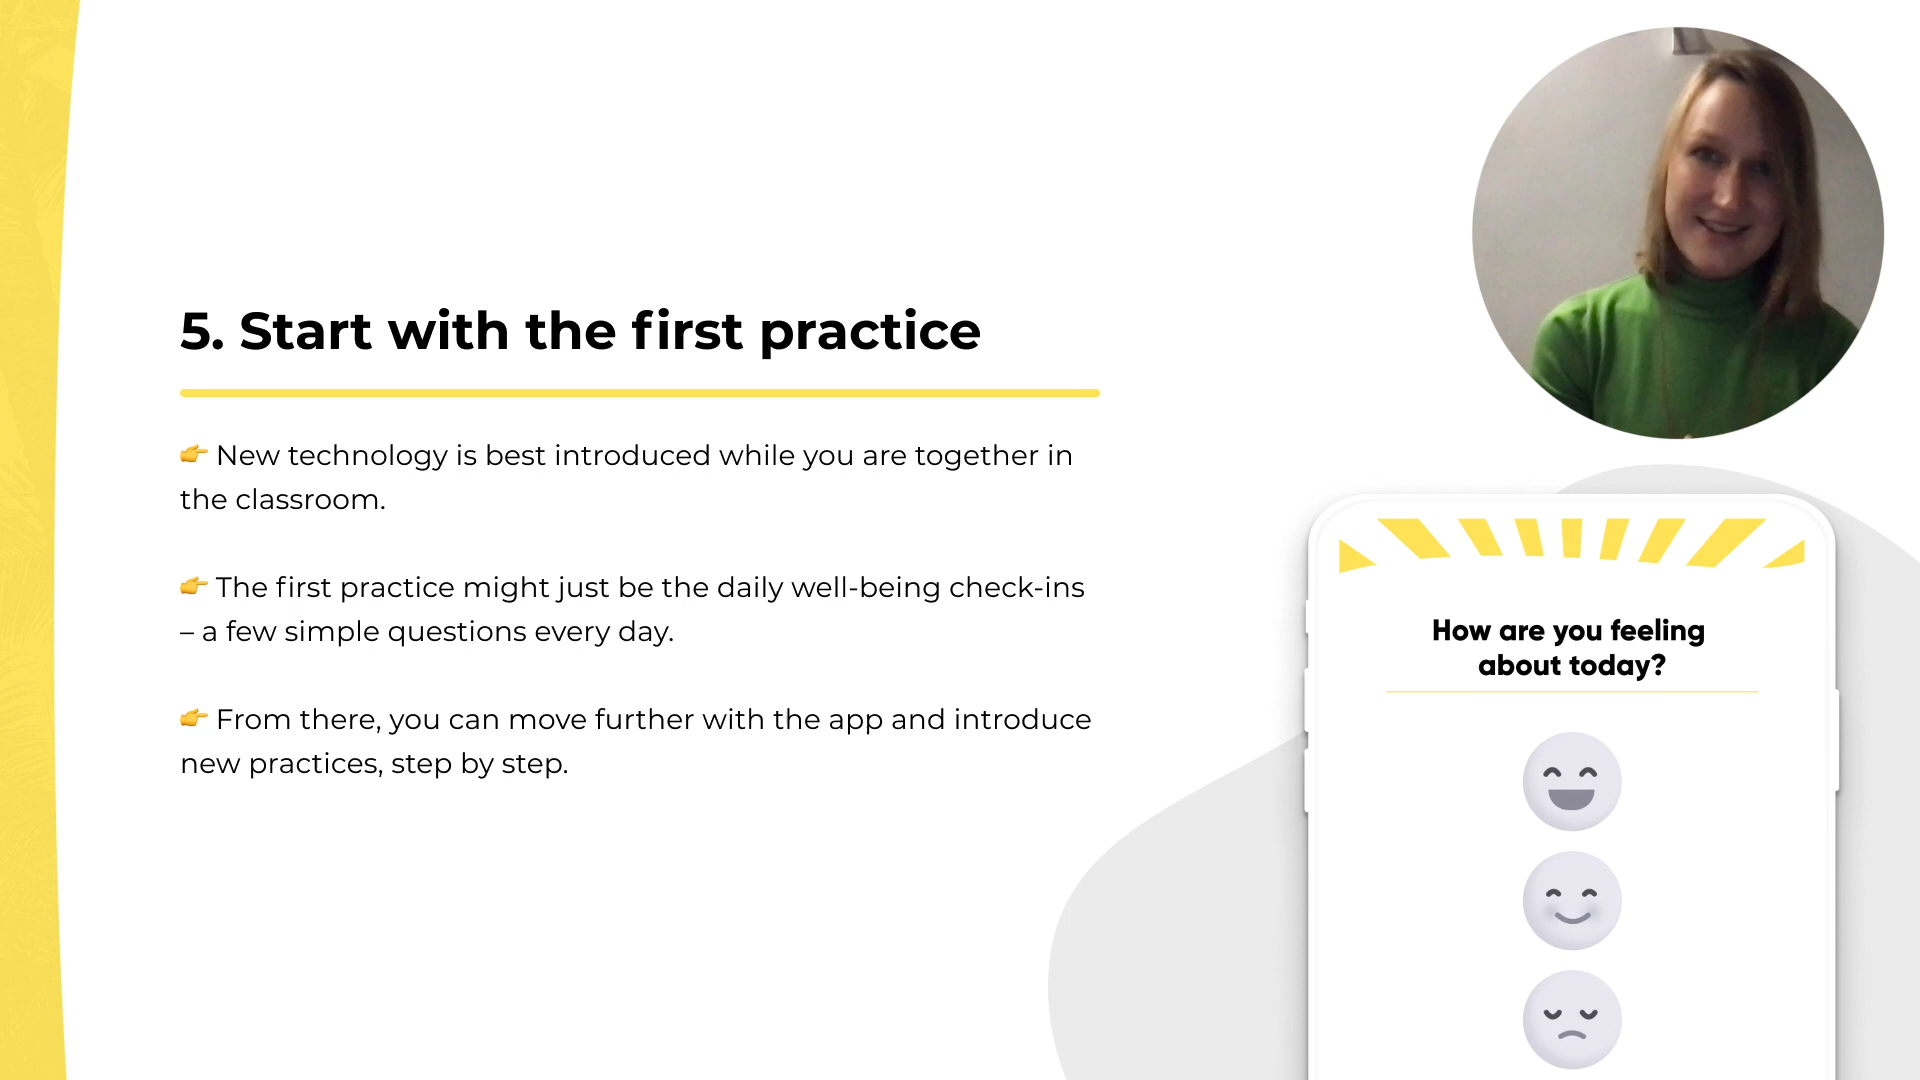 5. Start with the first practice
👉 New technology is best introduced while you are together in
the classroom.
👉 The first practice might just be the daily well-being check-ins
– a few simple questions every day.
👉 From there, you can move further with the app and introduce
new practices, step by step.
How are you feeling
about today?